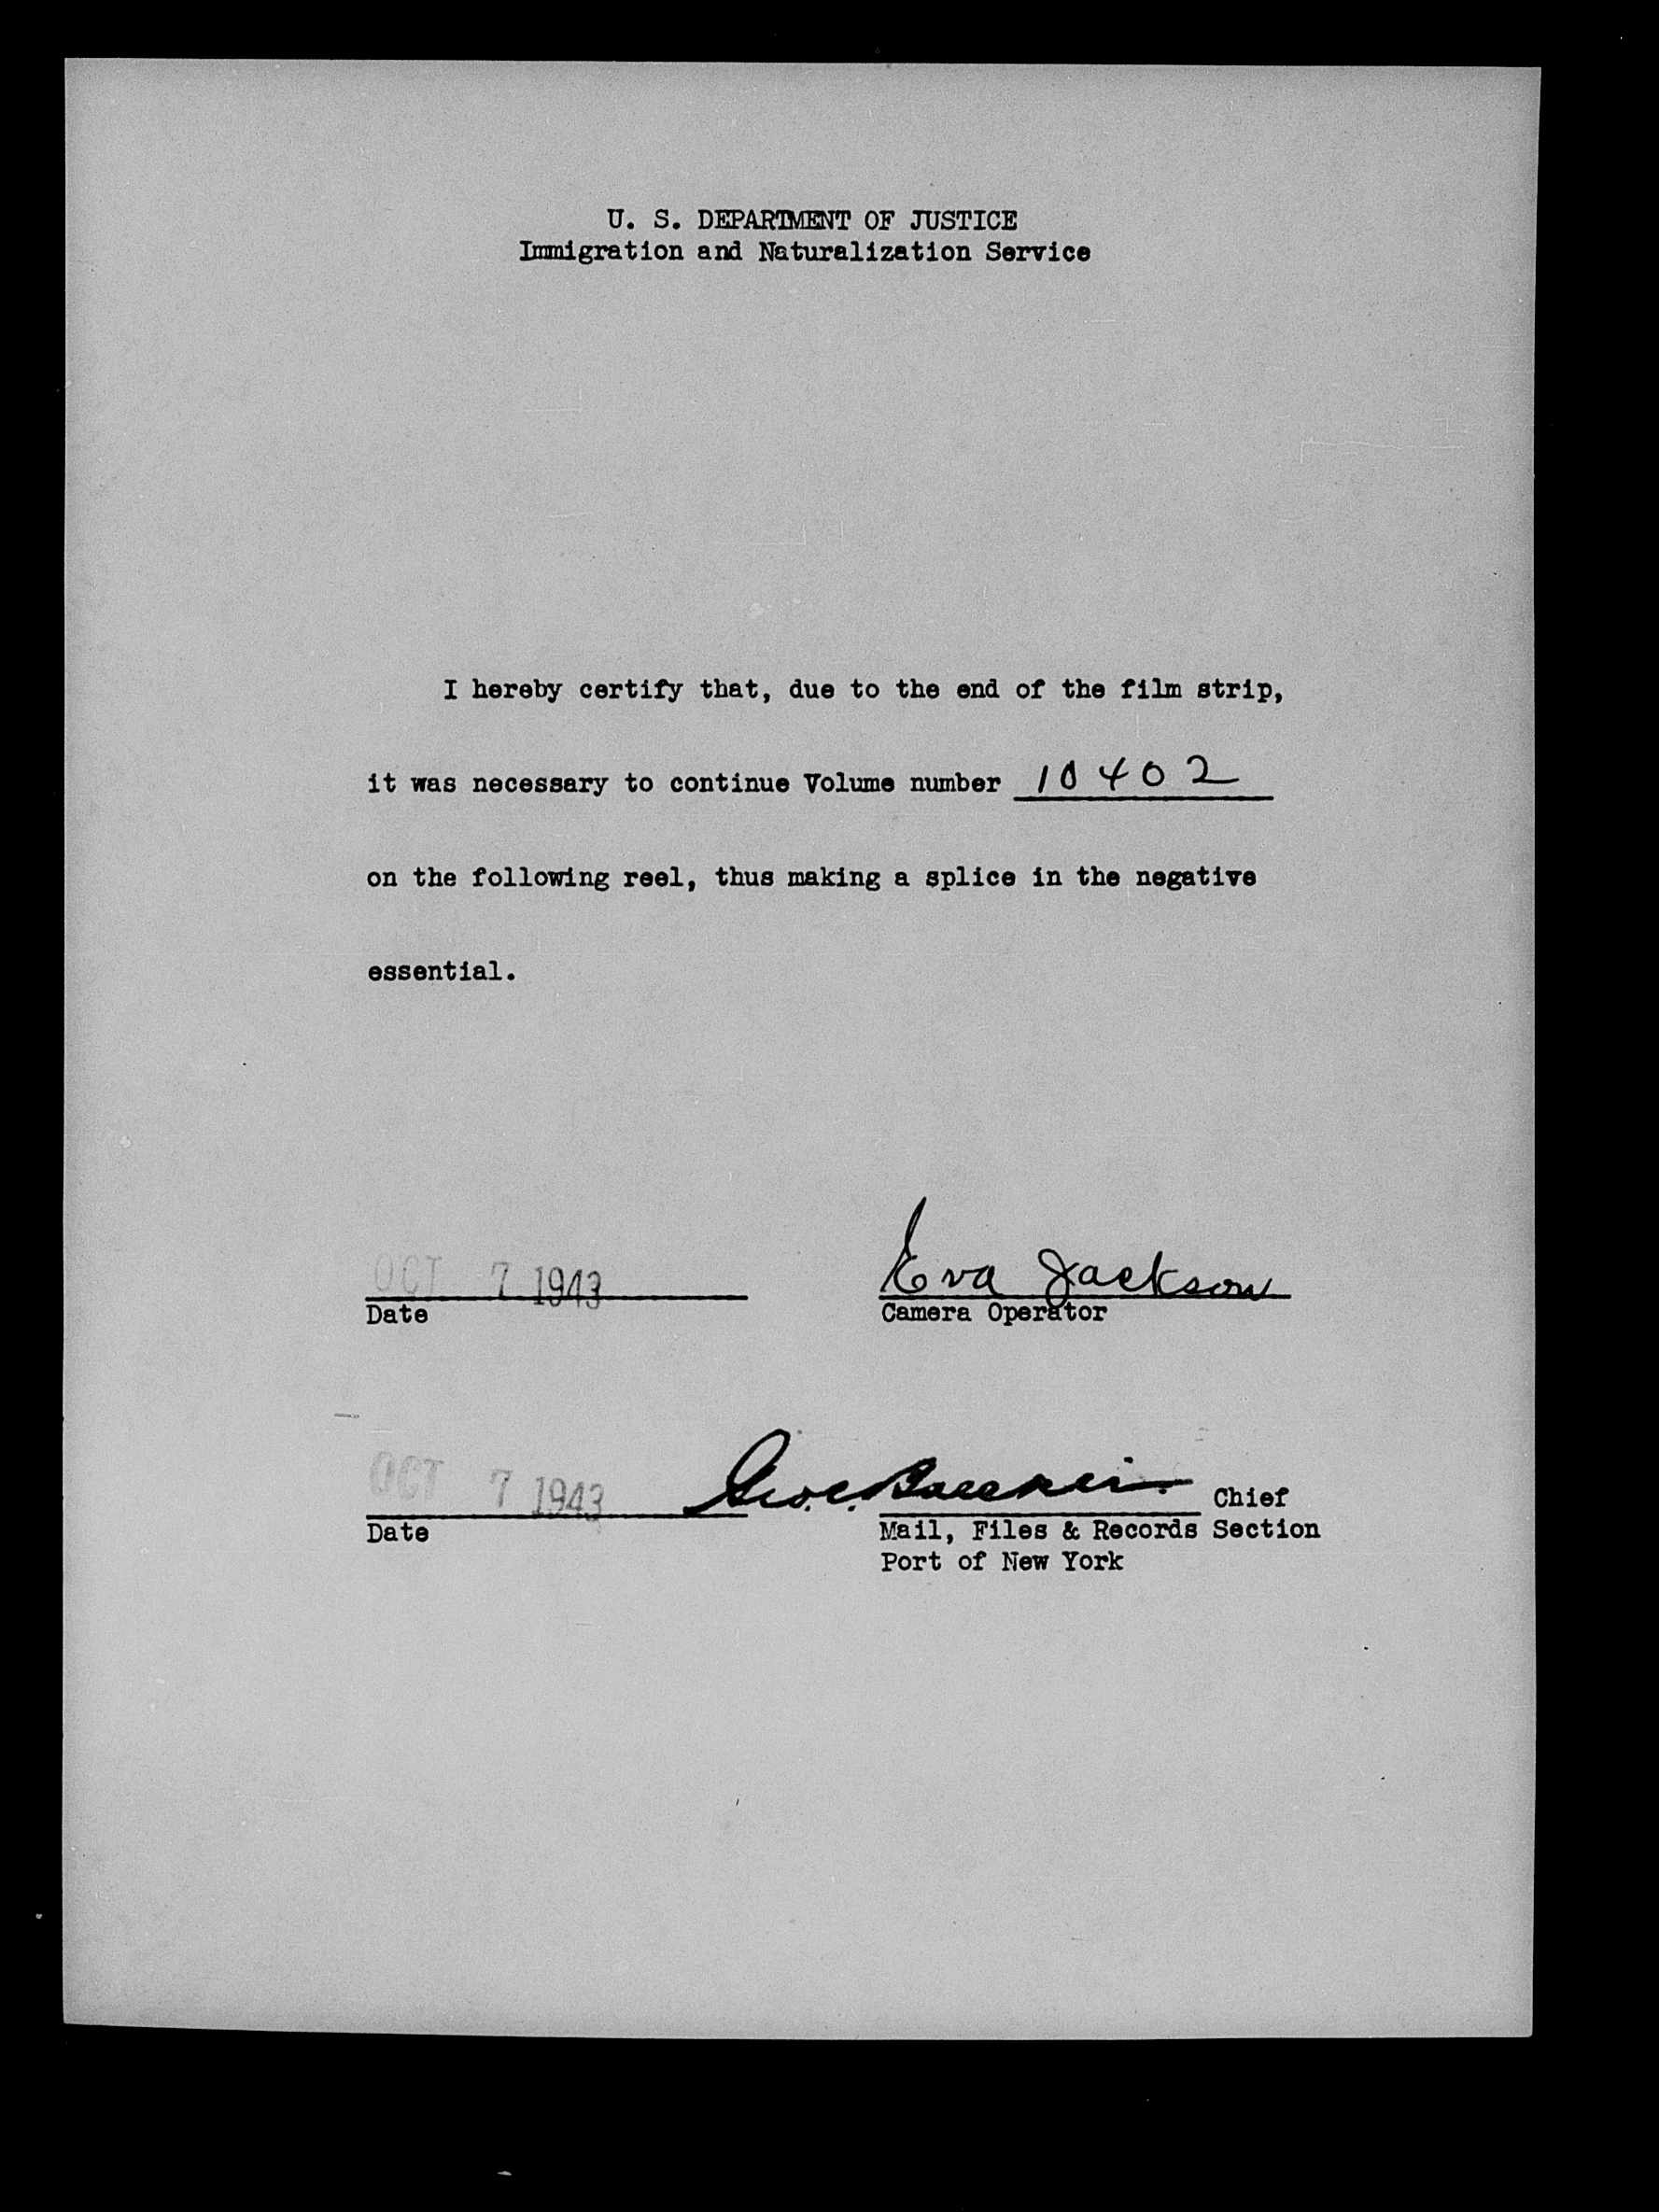 U. S. DEPARTMENT OF JUSTICE
Immigration and Naturalization Service
I hereby certify that, due to the end of the film strip,
it was necessary to continue Volume number 10402
on the following reel, thus making a splice in the negative
essential.
OCT 7 1943
Eva Jackson
Date
Camera Operator
OCT 7 1943
Geo. C.
Chief
Date
Mail, Files & Records Section
Port of New York